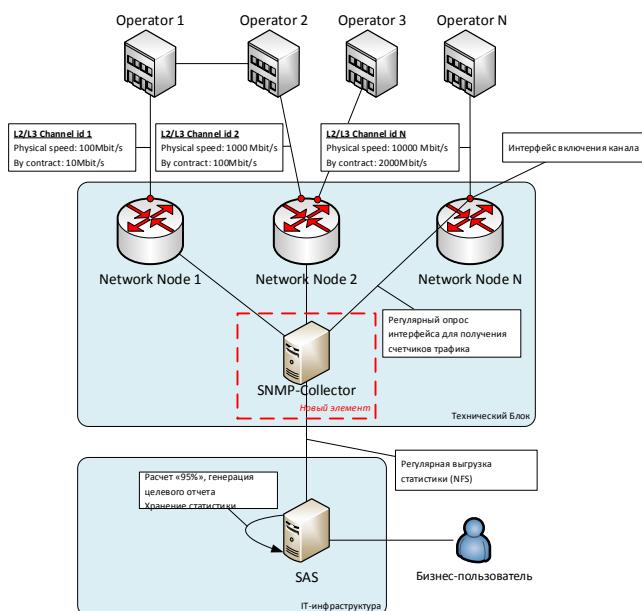 Operator 1
Operator 2
Operator 3
Operator N
L2/L3 Channel id 1
Physical speed: 100Mbit/s
By contract: 10Mbit/s
L2/L3 Channel id 2
Physical speed: 1000 Mbit/s
By contract: 100Mbit/s
L2/L3 Channel id N
Physical speed: 10000 Mbit/s
By contract: 2000Mbit/s
Интерфейс включения канала
Network Node 1
Network Node 2
Network Node N
Регулярный опрос
интерфейса для получения
счетчиков трафика
SNMP-Collector
Новый элемент
Технический Блок
Регулярная выгрузка
статистики (NFS)
Расчет «95%», генерация
целевого отчета
Хранение статистики
SAS
Бизнес-пользователь
IT-инфраструктура